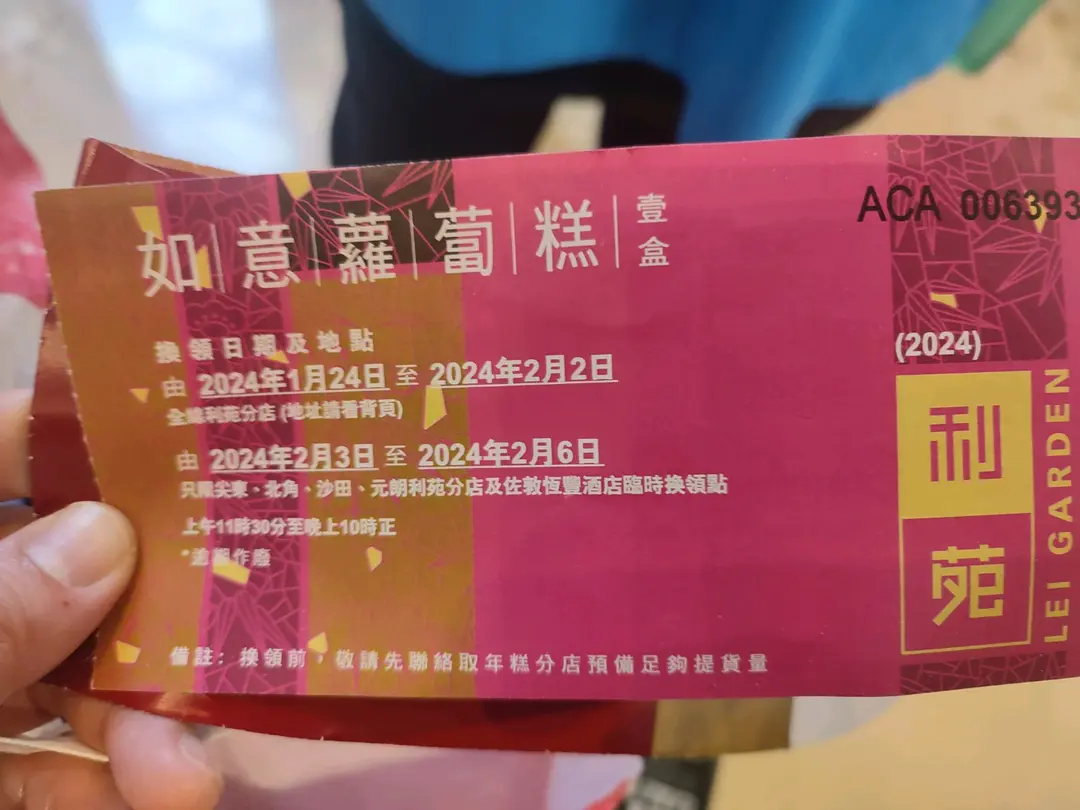 如意蘿蔔糕 壹盒
ACA 006393
換領日期及地點
由 2024年1月24日 至 2024年2月2日
全線利苑分店 (地址請看背頁)
由 2024年2月3日 至 2024年2月6日
只限尖東、北角、沙田、元朗利苑分店及佐敦恆豐酒店臨時換領點
上午11時30分至晚上10時正
*逾期作廢
備註：換領前，敬請先聯絡取年糕分店預備足夠提貨量
(2024)
利苑
LEI GARDEN